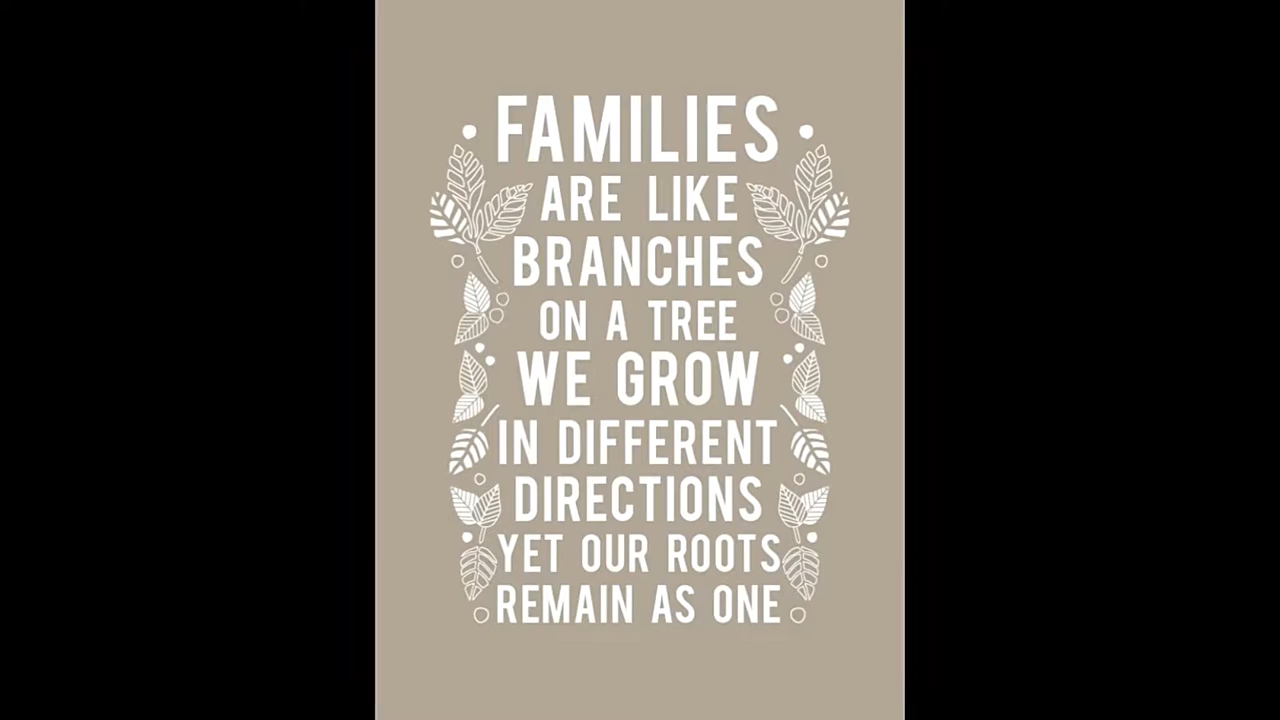 FAMILIES
ARE LIKE
BRANCHES
ON A TREE
WE GROW
IN DIFFERENT
DIRECTIONS
YET OUR ROOTS
REMAIN AS ONE